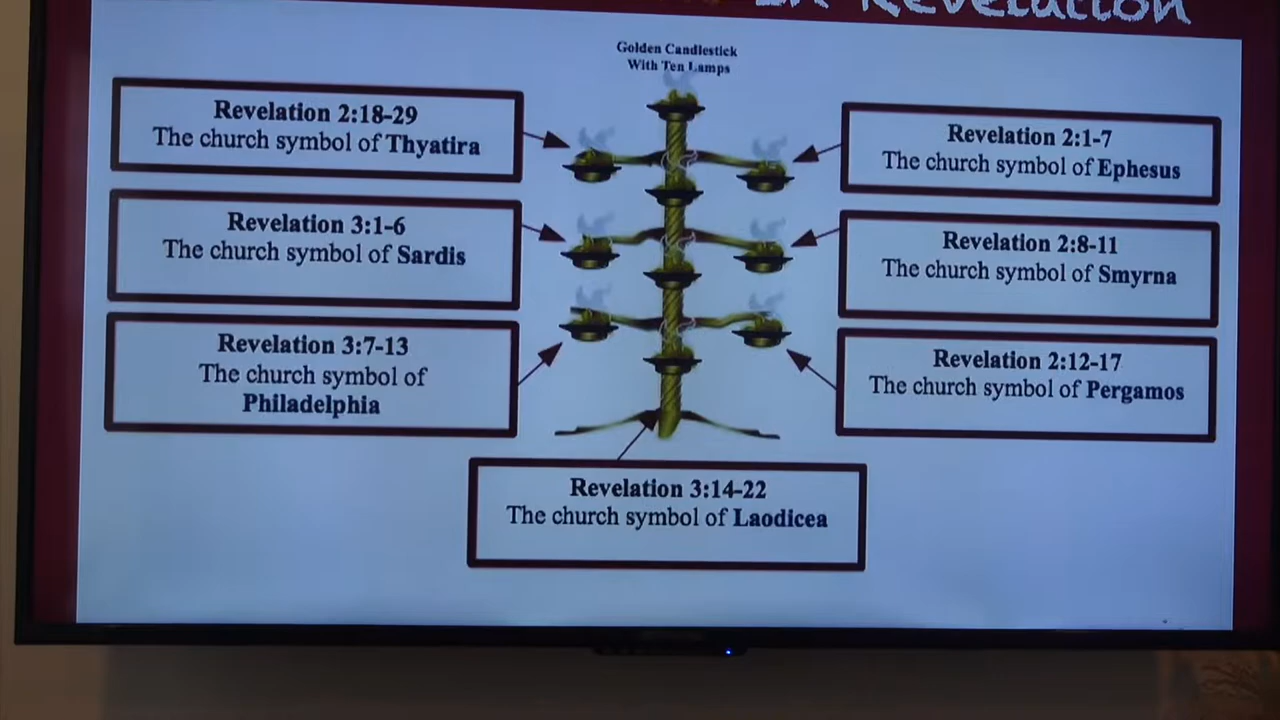 in Revelation
Golden Candlestick
With Ten Lamps
Revelation 2:18-29
The church symbol of Thyatira
Revelation 3:1-6
The church symbol of Sardis
Revelation 3:7-13
The church symbol of
Philadelphia
Revelation 2:1-7
The church symbol of Ephesus
Revelation 2:8-11
The church symbol of Smyrna
Revelation 2:12-17
The church symbol of Pergamos
Revelation 3:14-22
The church symbol of Laodicea